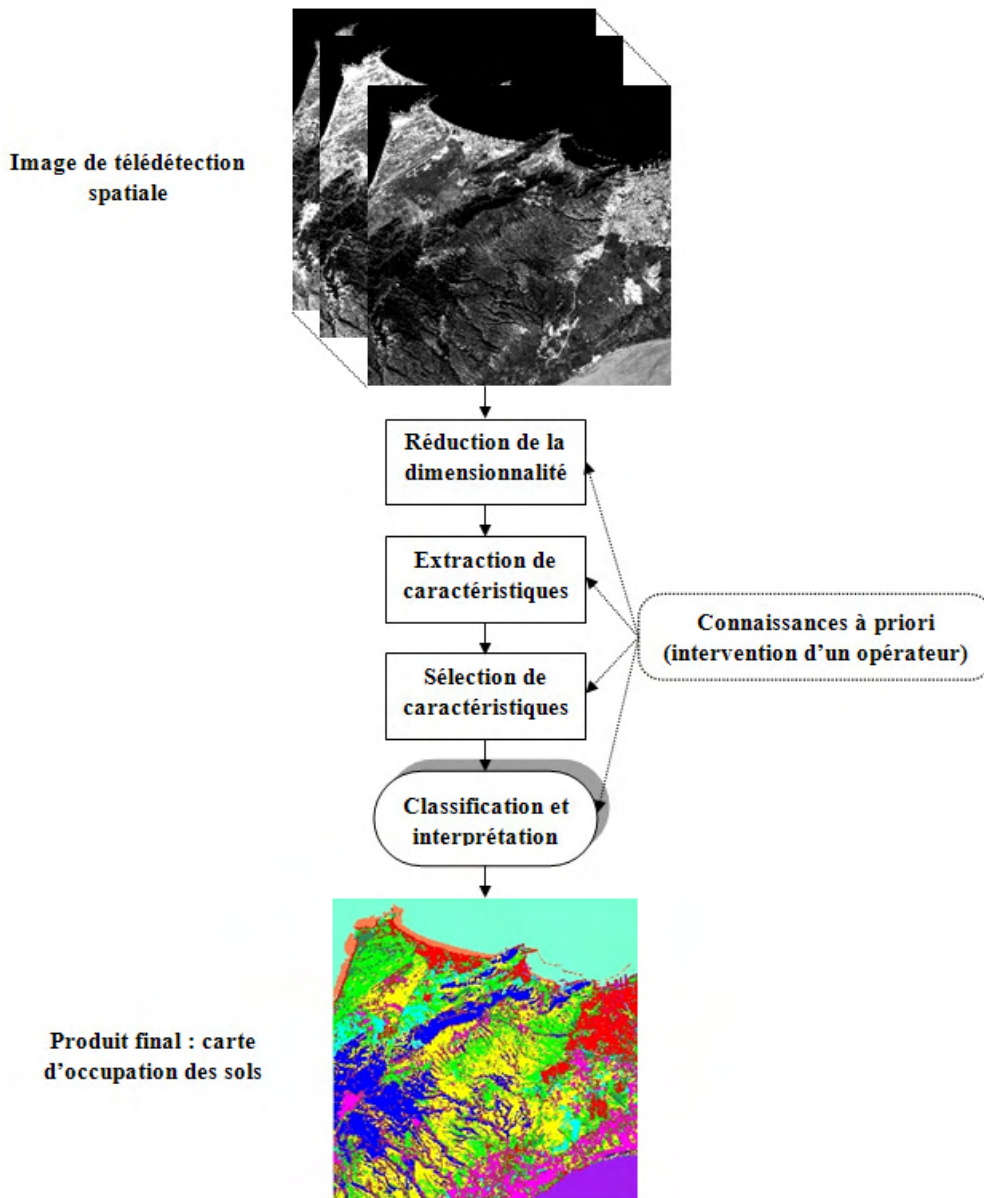 Image de télédétection
spatiale
Réduction de la
dimensionnalité
Extraction de
caractéristiques
Connaissances à priori
(intervention d'un opérateur)
Sélection de
caractéristiques
Classification et
interprétation
Produit final : carte
d'occupation des sols